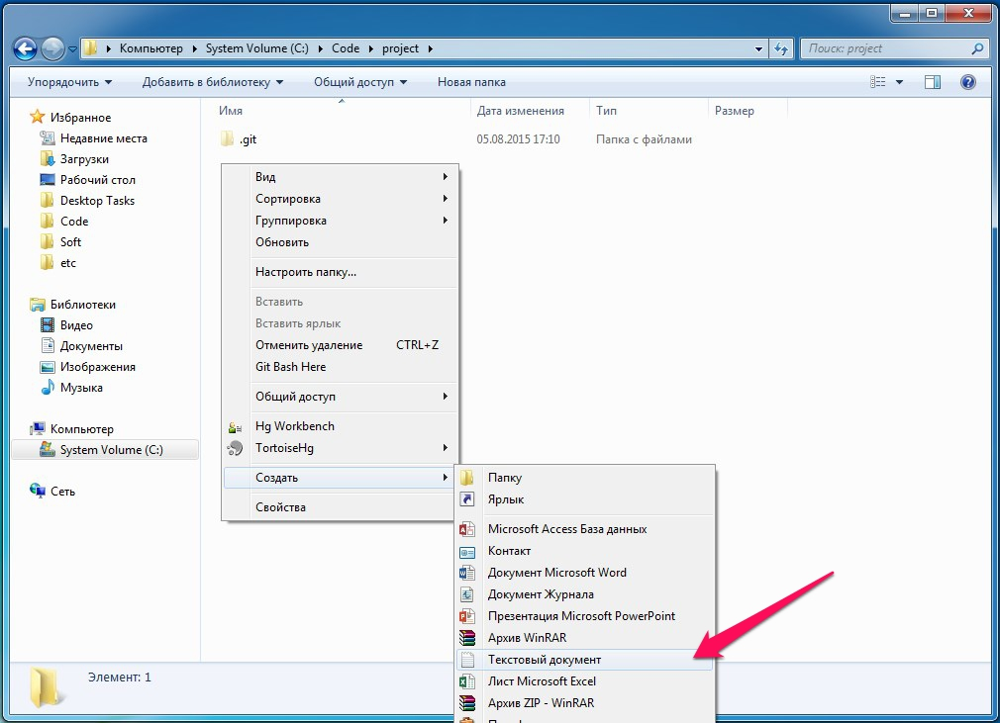 Компьютер System Volume (C:) Code project
Поиск: project
Упорядочить Добавить в библиотеку Общий доступ Новая папка
Имя Дата изменения Тип Размер
.git 05.08.2015 17:10 Папка с файлами
Избранное
Недавние места
Загрузки
Рабочий стол
Desktop Tasks
Code
Soft
etc
Библиотеки
Видео
Документы
Изображения
Музыка
Компьютер
System Volume (C:)
Сеть
Вид
Сортировка
Группировка
Обновить
Настроить папку...
Вставить
Вставить ярлык
Отменить удаление CTRL+Z
Git Bash Here
Общий доступ
Hg Workbench
TortoiseHg
Создать
Свойства
Папку
Ярлык
Microsoft Access База данных
Контакт
Документ Microsoft Word
Документ Журнала
Презентация Microsoft PowerPoint
Архив WinRAR
Текстовый документ
Лист Microsoft Excel
Архив ZIP - WinRAR
Элемент: 1